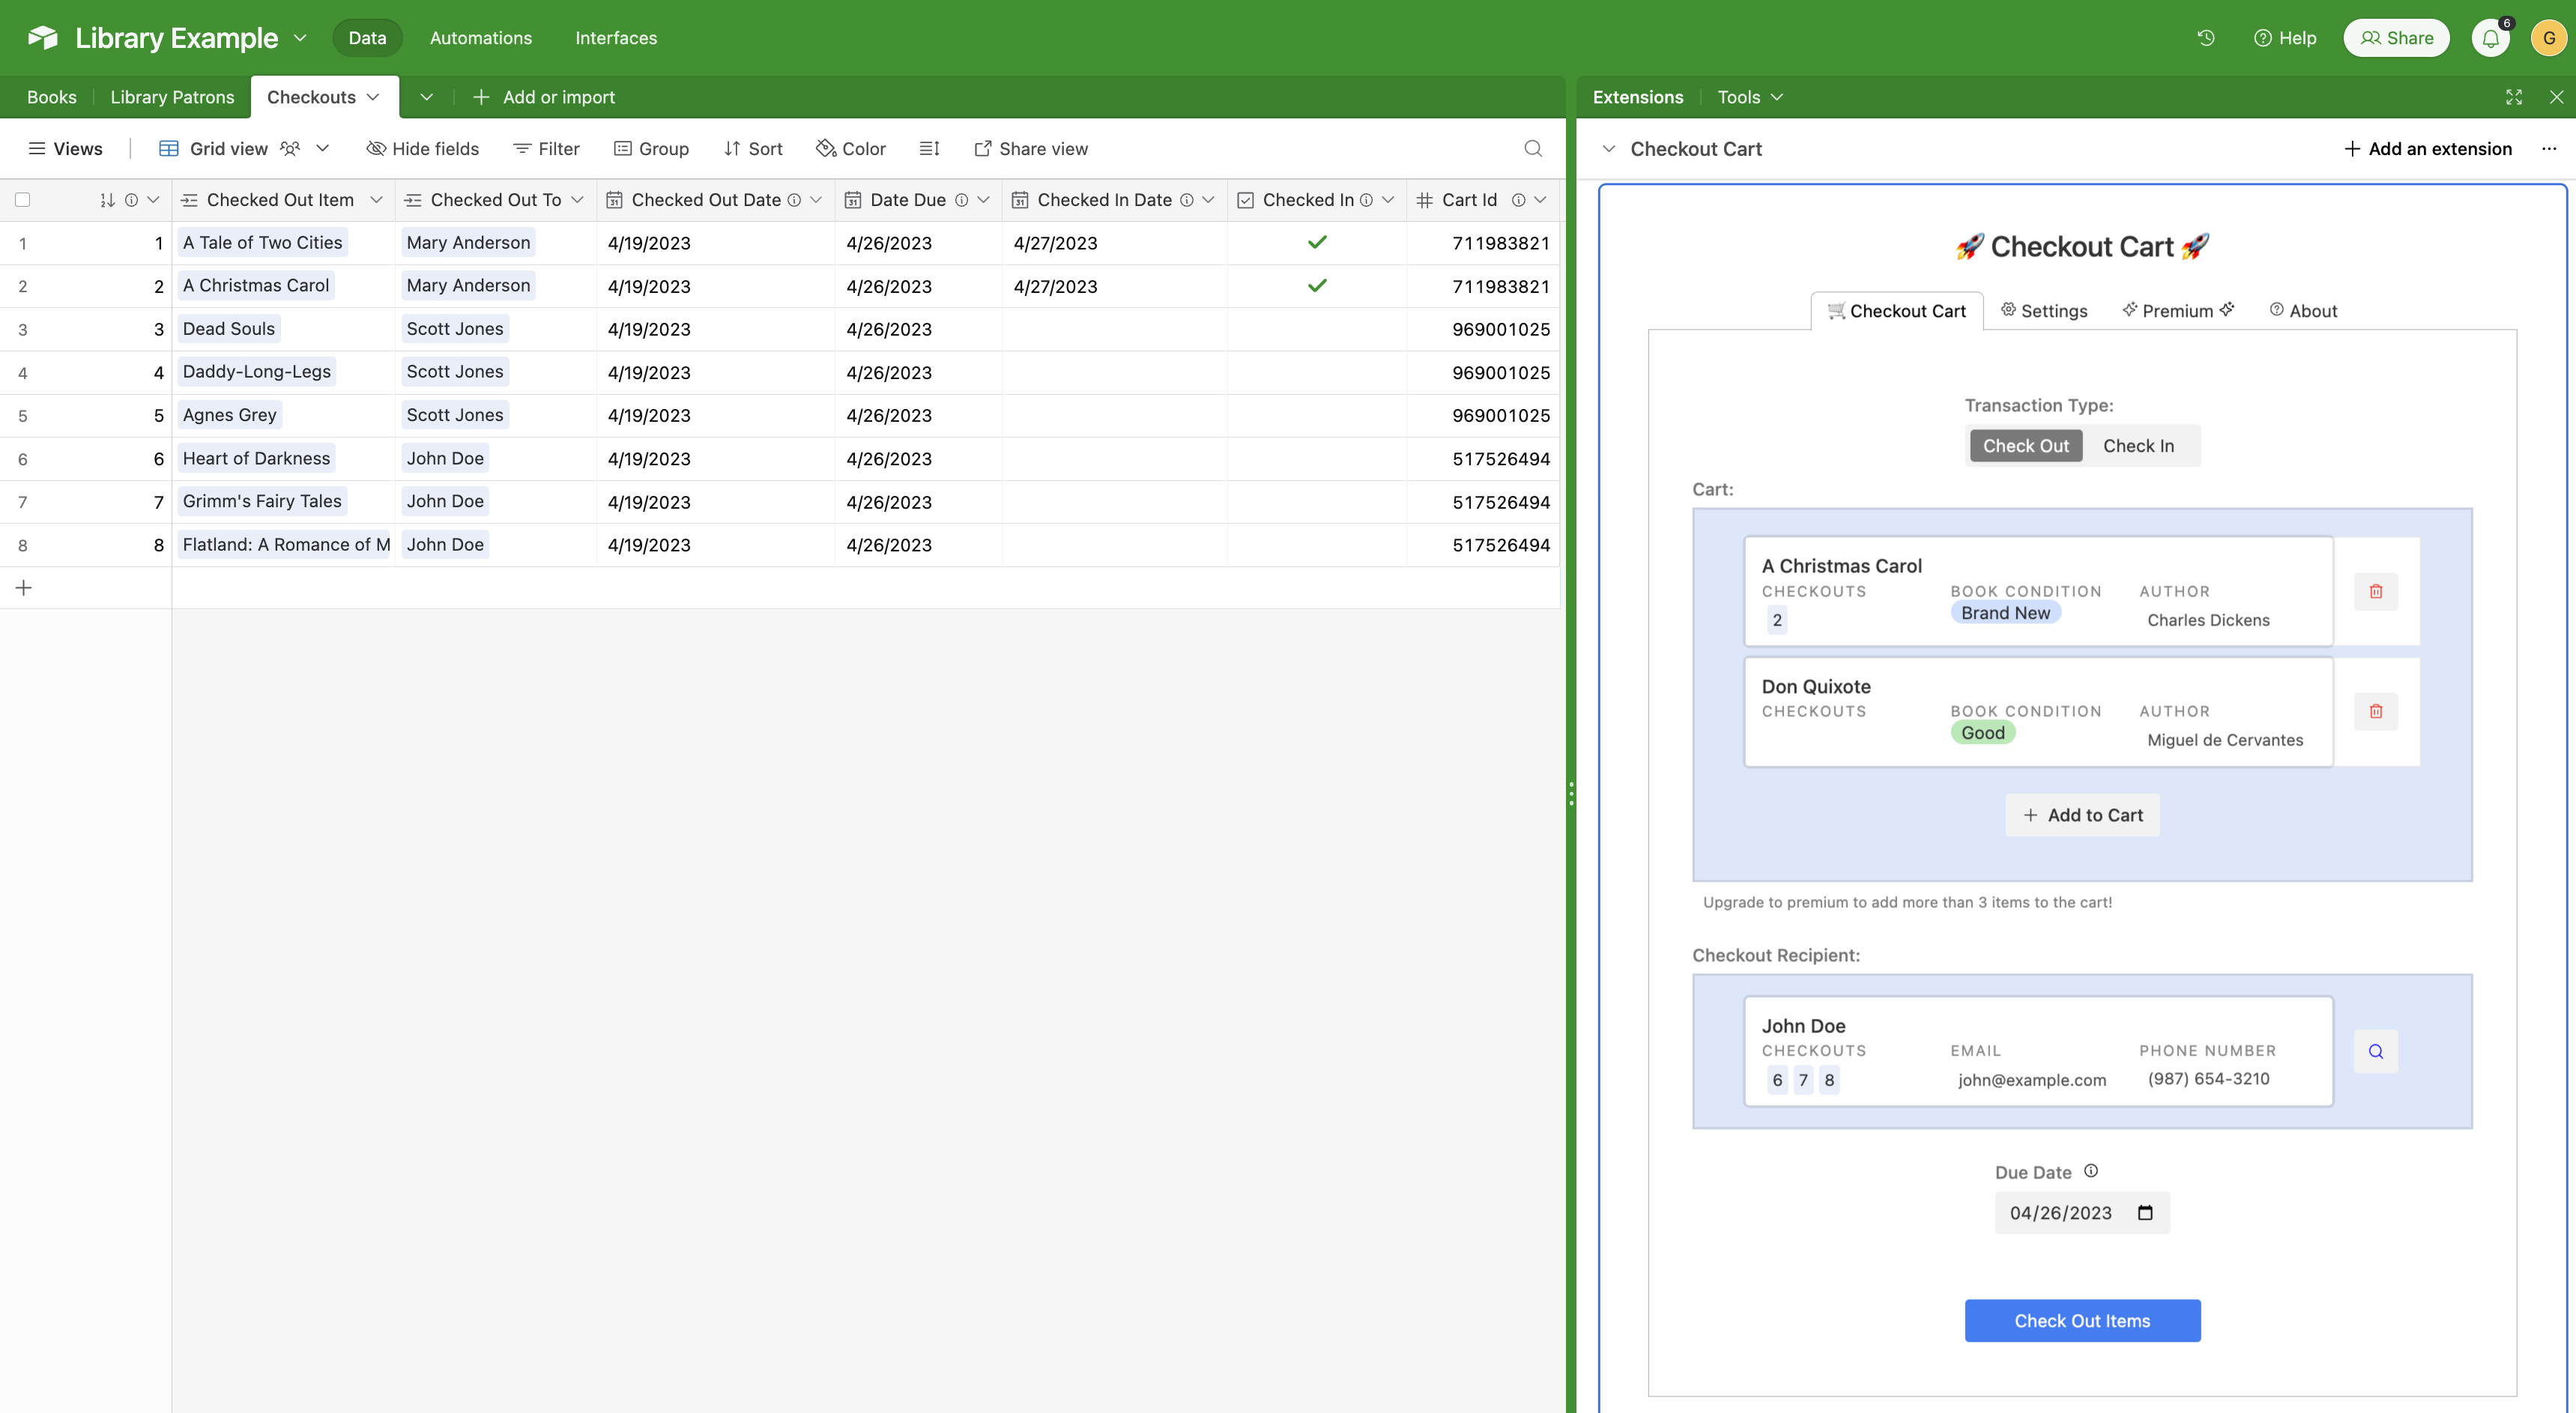 Library Example
Data
Automations
Interfaces
Help
Share
6
G
Books
Library Patrons
Checkouts
Add or import
Extensions
Tools
Views
Grid view
Hide fields
Filter
Group
Sort
Color
Share view
Checkout Cart
Add an extension
Checked Out Item
Checked Out To
Checked Out Date
Date Due
Checked In Date
Checked In
Cart Id
1 1 A Tale of Two Cities Mary Anderson 4/19/2023 4/26/2023 4/27/2023 711983821
2 2 A Christmas Carol Mary Anderson 4/19/2023 4/26/2023 4/27/2023 711983821
3 3 Dead Souls Scott Jones 4/19/2023 4/26/2023 969001025
4 4 Daddy-Long-Legs Scott Jones 4/19/2023 4/26/2023 969001025
5 5 Agnes Grey Scott Jones 4/19/2023 4/26/2023 969001025
6 6 Heart of Darkness John Doe 4/19/2023 4/26/2023 517526494
7 7 Grimm's Fairy Tales John Doe 4/19/2023 4/26/2023 517526494
8 8 Flatland: A Romance of M John Doe 4/19/2023 4/26/2023 517526494
🚀 Checkout Cart 🚀
Checkout Cart
Settings
Premium
About
Transaction Type:
Check Out
Check In
Cart:
A Christmas Carol
CHECKOUTS BOOK CONDITION AUTHOR
2 Brand New Charles Dickens
Don Quixote
CHECKOUTS BOOK CONDITION AUTHOR
Good Miguel de Cervantes
Add to Cart
Upgrade to premium to add more than 3 items to the cart!
Checkout Recipient:
John Doe
CHECKOUTS EMAIL PHONE NUMBER
6 7 8 john@example.com (987) 654-3210
Due Date
04/26/2023
Check Out Items